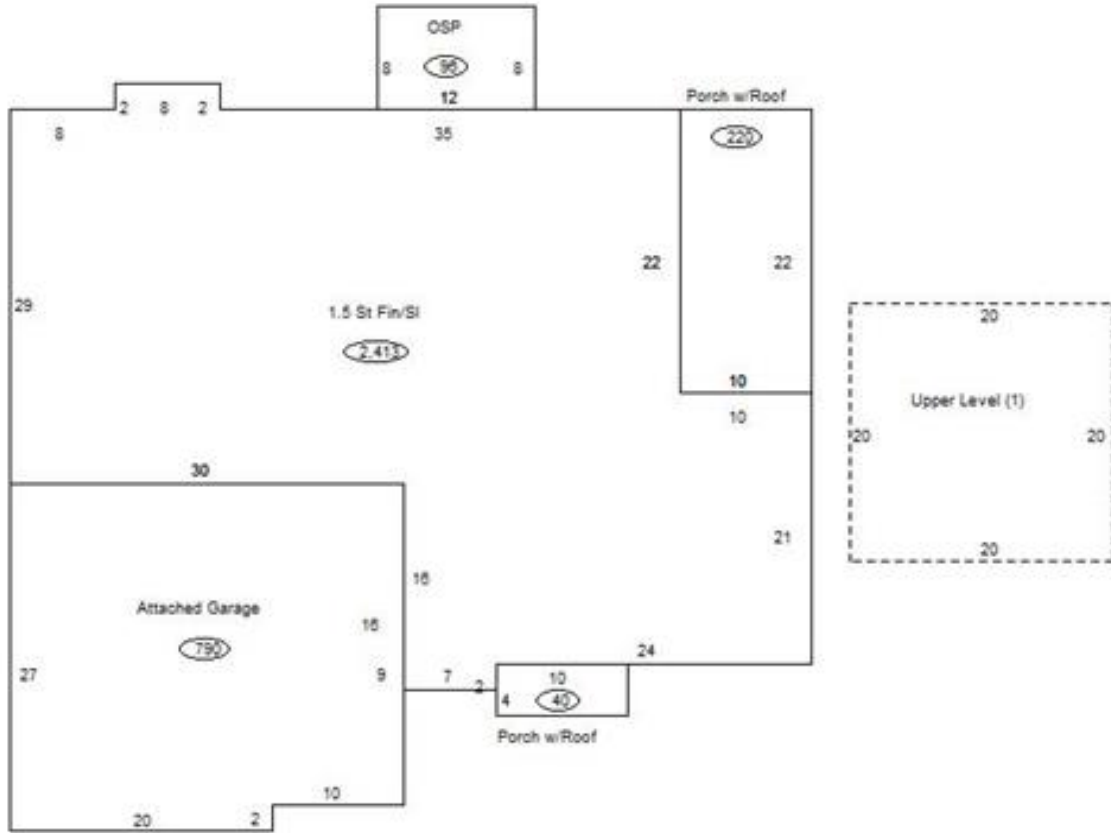 OSP
8 96 8
12
Porch w/Roof
2 8 2
8 35
220
22 22
29
20
1.5 St Fin/Sl
2,413
10
Upper Level (1)
10
20 20
30
21
20
16
Attached Garage
16
790
24
27 9 7 2 10
4 40
Porch w/Roof
10
20 2